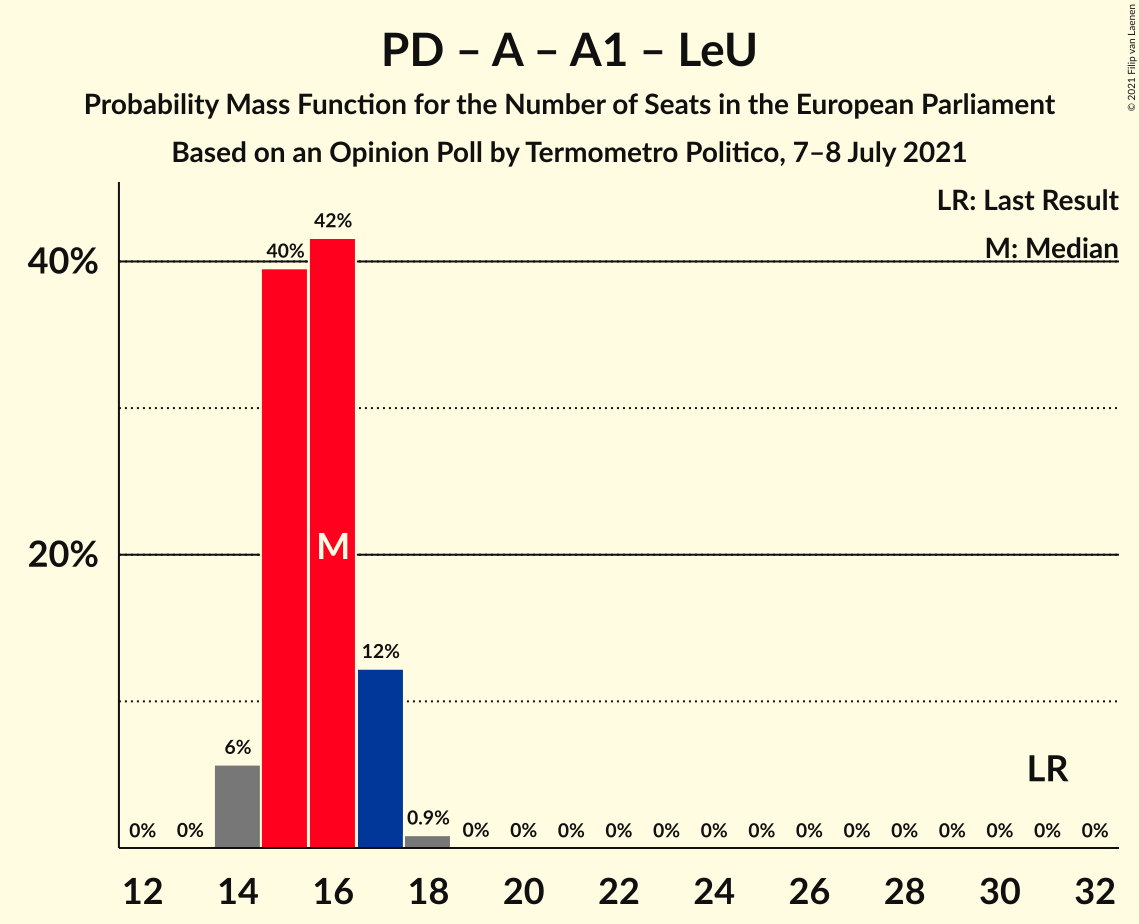 PD – A – A1 – LeU
Probability Mass Function for the Number of Seats in the European Parliament
Based on an Opinion Poll by Termometro Politico, 7–8 July 2021
© 2021 Filip van Laenen
LR: Last Result
M: Median
40%
20%
0% 0% 6% 40% 42% 12% 0.9% 0% 0% 0% 0% 0% 0% 0% 0% 0% 0% 0% 0% 0% 0%
M
LR
12 14 16 18 20 22 24 26 28 30 32